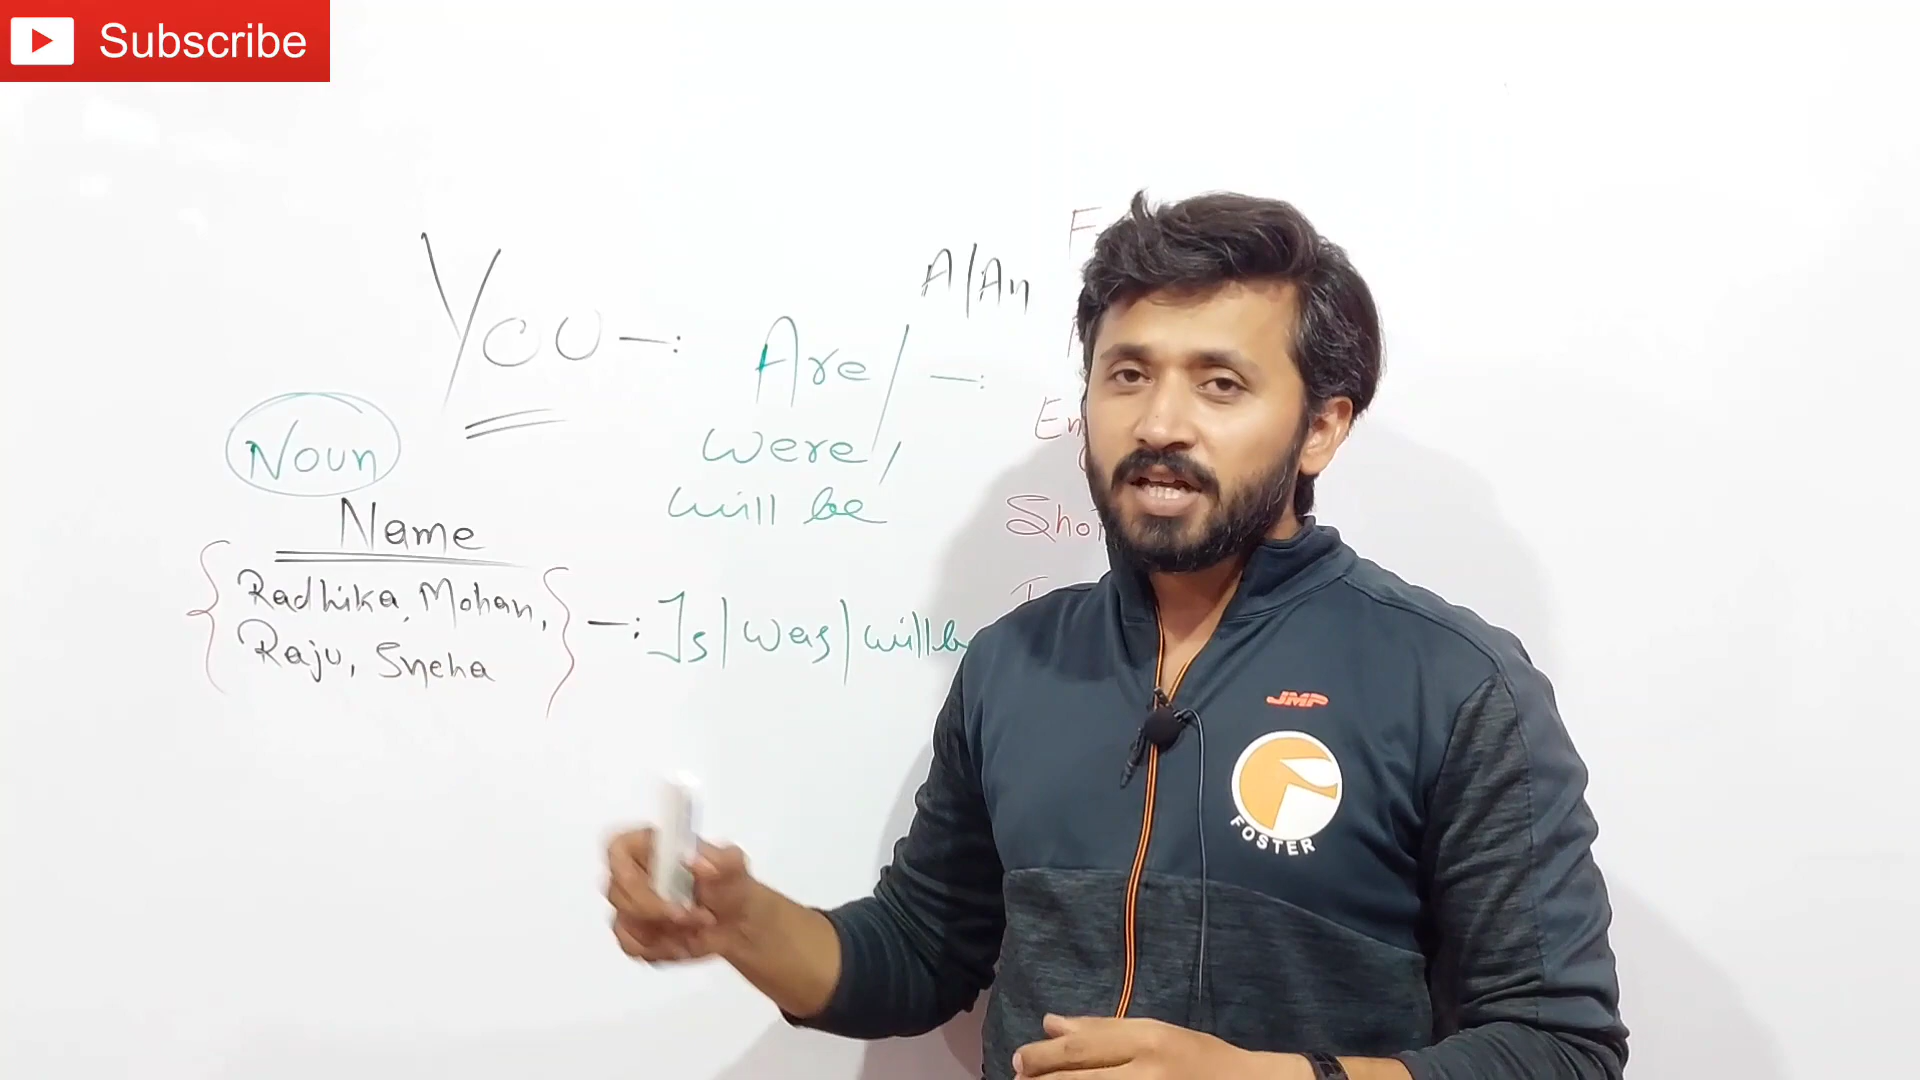 Subscribe
A/An
You —: Are/ —:
were,
will be
Noun
Name
{ Radhika, Mohan,
Raju, Sneha } —: Is/was/will b
JMP
FOSTER